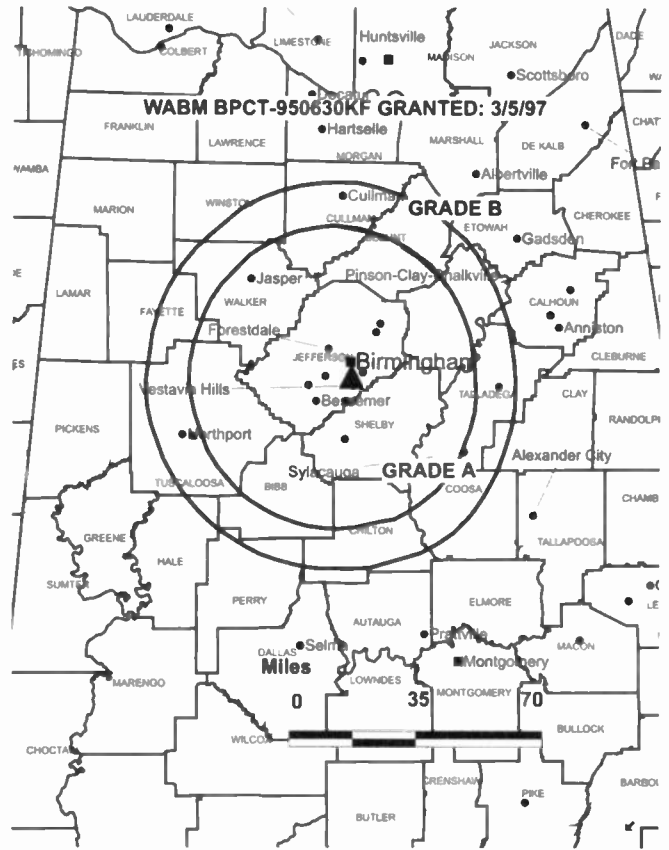 LAUDERDALE
LIMESTONE
Huntsville
DADE
TISHOMINGO
COLBERT
MADISON
JACKSON
Scottsboro
Decatur
WABM BPCT-950630KF GRANTED: 3/5/97
FRANKLIN
Hartselle
LAWRENCE
MARSHALL
DE KALB
MORGAN
Albertville
Cullman
WINSTON
MARION
GRADE B
CULLMAN
CHEROKEE
ETOWAH
BLOUNT
Gadsden
Jasper
Pinson-Clay-Chalkville
LAMAR
WALKER
CALHOUN
FAYETTE
Forestdale
Anniston
JEFFERSON
Birmingham
CLEBURNE
Vestavia Hills
TALLADEGA
CLAY
Bessemer
PICKENS
Northport
SHELBY
Alexander City
Sylacauga
GRADE A
TUSCALOOSA
BIBB
COOSA
CHILTON
GREENE
TALLAPOOSA
HALE
SUMTER
PERRY
ELMORE
AUTAUGA
Prattville
Selma
DALLAS
MACON
Miles
Montgomery
MARENGO
LOWNDES
0 35 70
MONTGOMERY
BULLOCK
WILCOX
CRENSHAW
PIKE
BUTLER